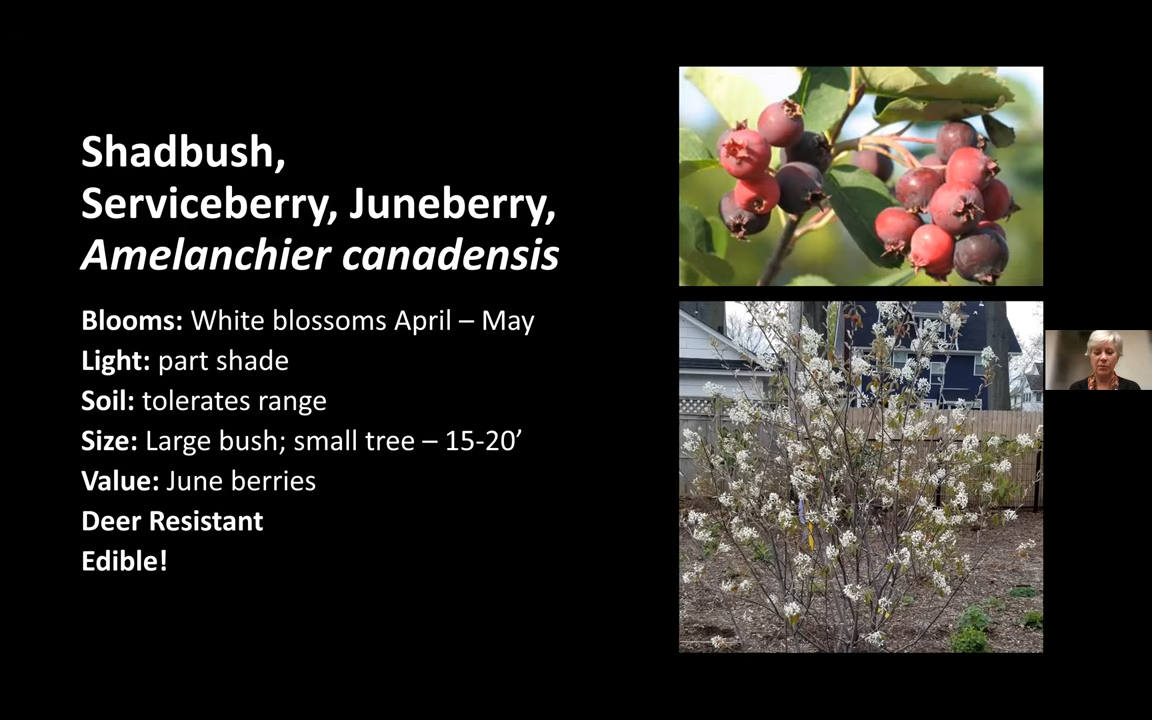 Shadbush,
Serviceberry, Juneberry,
Amelanchier canadensis
Blooms: White blossoms April – May
Light: part shade
Soil: tolerates range
Size: Large bush; small tree – 15-20’
Value: June berries
Deer Resistant
Edible!